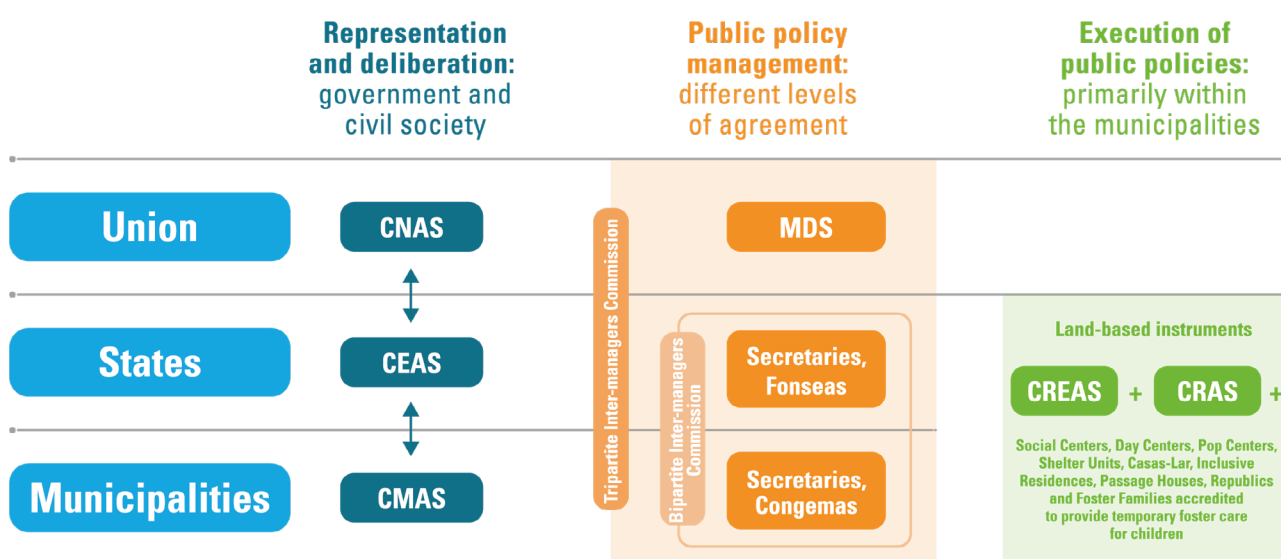 Representation
and deliberation:
government and
civil society
Public policy
management:
different levels
of agreement
Execution of
public policies:
primarily within
the municipalities
Union
CNAS
MDS
Tripartite Inter-managers Commission
States
CEAS
Bipartite Inter-managers
Commission
Secretaries,
Fonseas
Municipalities
CMAS
Secretaries,
Congemas
Land-based instruments
CREAS + CRAS +
Social Centers, Day Centers, Pop Centers,
Shelter Units, Casas-Lar, Inclusive
Residences, Passage Houses, Republics
and Foster Families accredited
to provide temporary foster care
for children